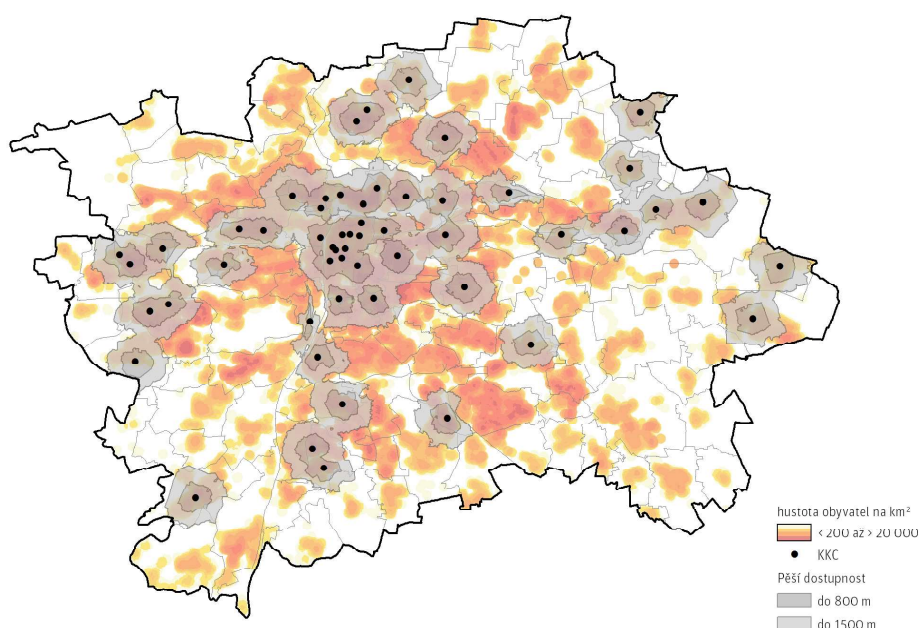 hustota obyvatel na km²
< 200 až > 20 000
KKC
Pěší dostupnost
do 800 m
do 1500 m